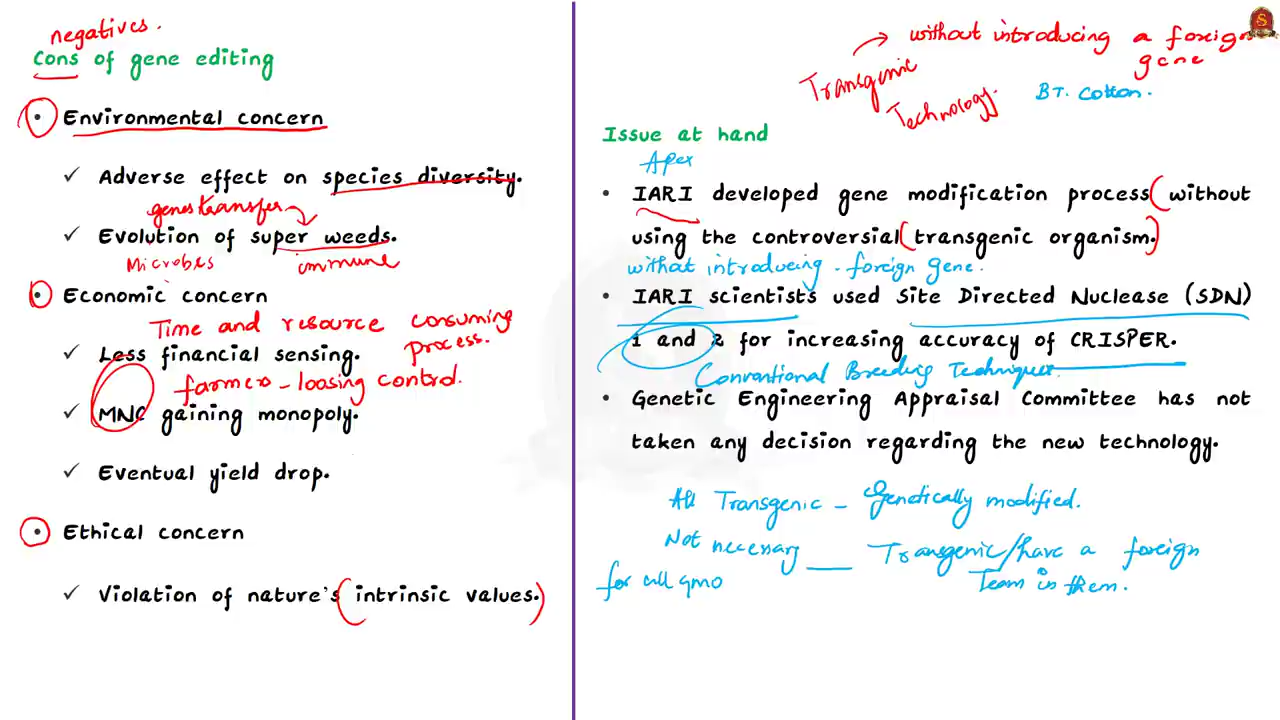 negatives.
Cons of gene editing
• Environmental concern
✓ Adverse effect on species diversity.
genes transfer
✓ Evolution of super weeds.
Microbes immune
• Economic concern
Time and resource consuming
process.
✓ Less financial sensing.
farmers - loosing control.
✓ MNC gaining monopoly.
✓ Eventual yield drop.
• Ethical concern
✓ Violation of nature's (intrinsic values.)
without introducing a foreign
gene
Transgenic
Technology.
BT. Cotton.
Issue at hand
Apex
• IARI developed gene modification process (without
using the controversial (transgenic organism.)
without introducing - foreign gene.
• IARI scientists used Site Directed Nuclease (SDN)
1 and 2 for increasing accuracy of CRISPER.
Conventional Breeding Techniques.
• Genetic Engineering Appraisal Committee has not
taken any decision regarding the new technology.
All Transgenic - Genetically modified.
Not necessary __ Transgenic/have a foreign
for all gmo Team in them.